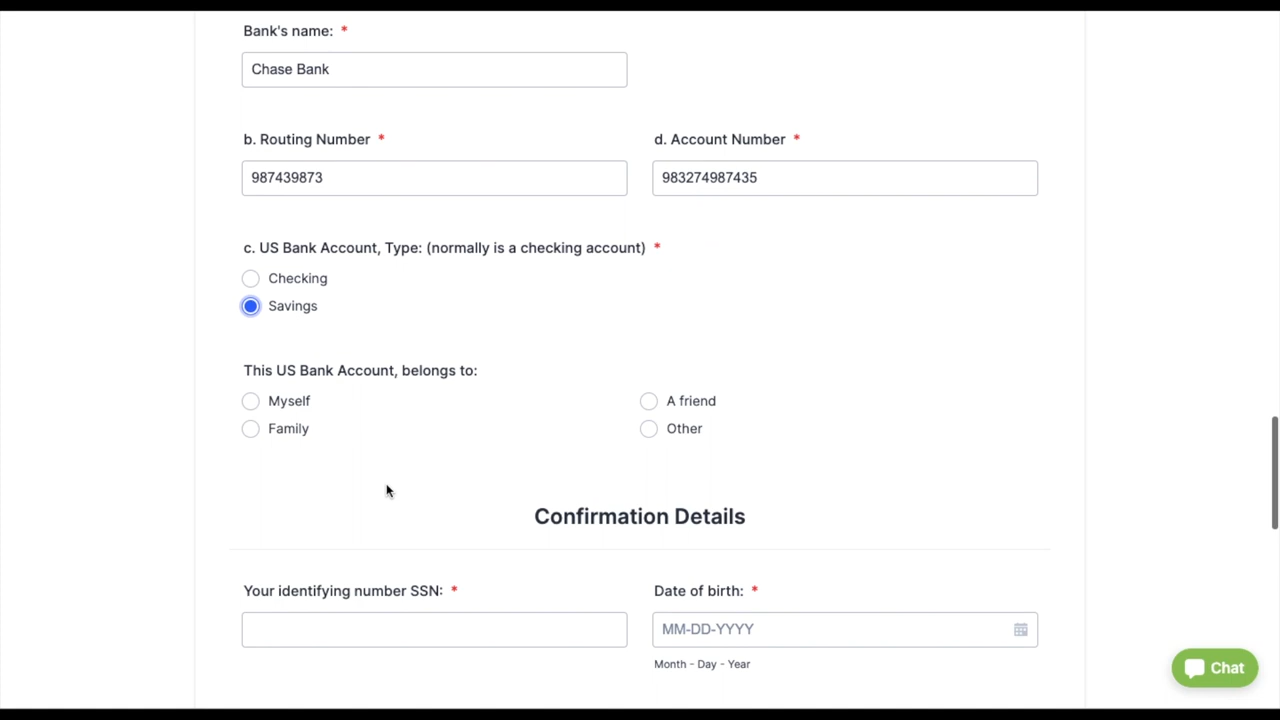 Bank's name: *
Chase Bank
b. Routing Number *
d. Account Number *
987439873
983274987435
c. US Bank Account, Type: (normally is a checking account) *
Checking
Savings
This US Bank Account, belongs to:
Myself
A friend
Family
Other
Confirmation Details
Your identifying number SSN: *
Date of birth: *
MM-DD-YYYY
Month - Day - Year
Chat